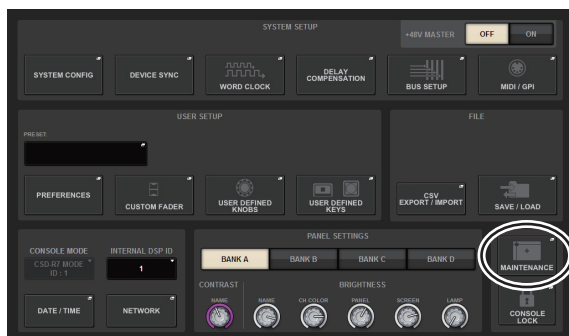 SYSTEM SETUP
+48V MASTER
OFF
ON
SYSTEM CONFIG
DEVICE SYNC
WORD CLOCK
DELAY
COMPENSATION
BUS SETUP
MIDI / GPI
USER SETUP
PRESET
PREFERENCES
CUSTOM FADER
USER DEFINED
KNOBS
USER DEFINED
KEYS
FILE
CSV
EXPORT / IMPORT
SAVE / LOAD
CONSOLE MODE
CSD-R7 MODE
ID : 1
INTERNAL DSP ID
1
DATE / TIME
NETWORK
PANEL SETTINGS
BANK A
BANK B
BANK C
BANK D
CONTRAST
BRIGHTNESS
NAME
NAME
CH COLOR
PANEL
SCREEN
LAMP
MAINTENANCE
CONSOLE
LOCK